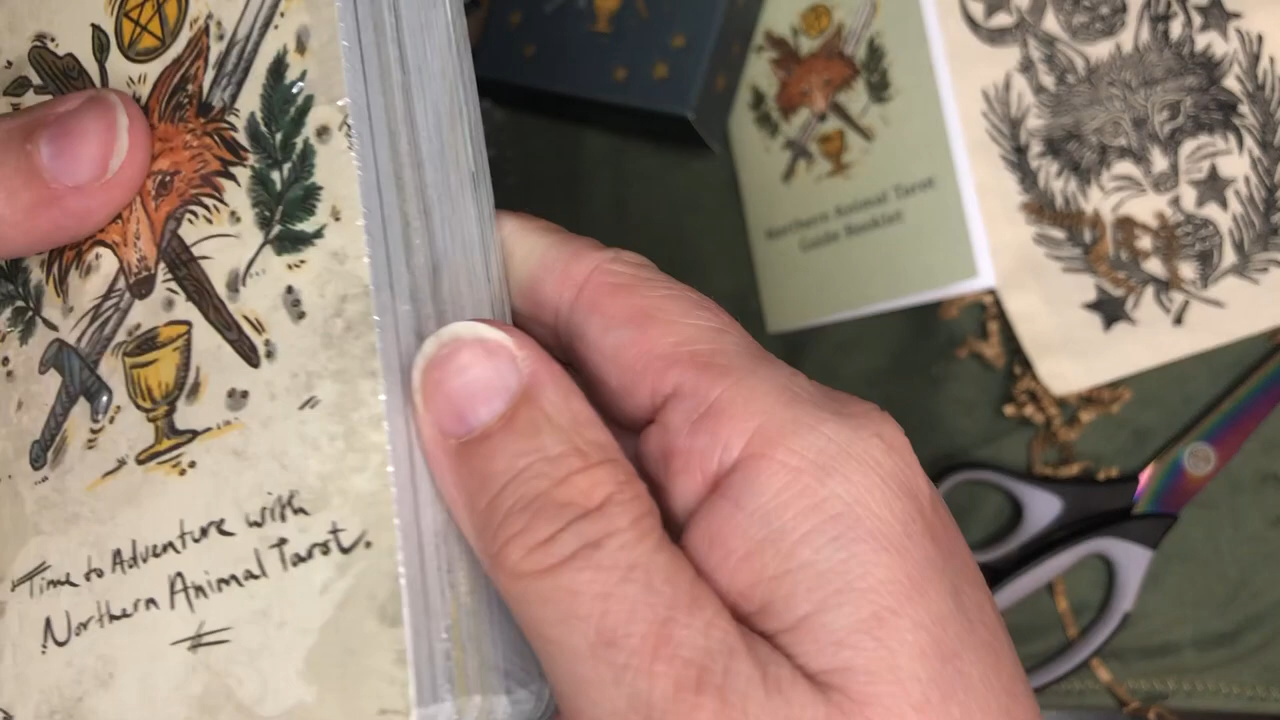 Time to Adventure with
Northern Animal Tarot.
Northern Animal Tarot
Guide Booklet